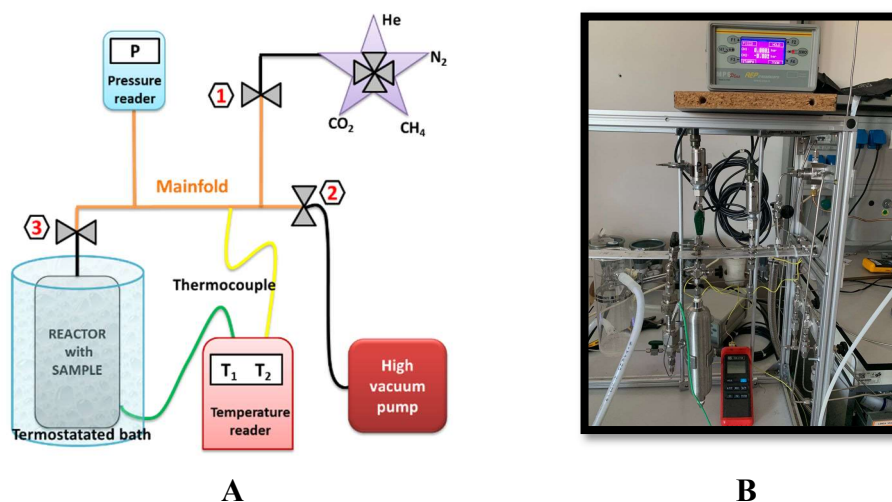 He
N₂
CO₂
CH₄
P
Pressure
reader
1
Mainfold
2
3
Thermocouple
REACTOR
with
SAMPLE
T₁ T₂
Temperature
reader
High
vacuum
pump
Termostatated bath
A
B